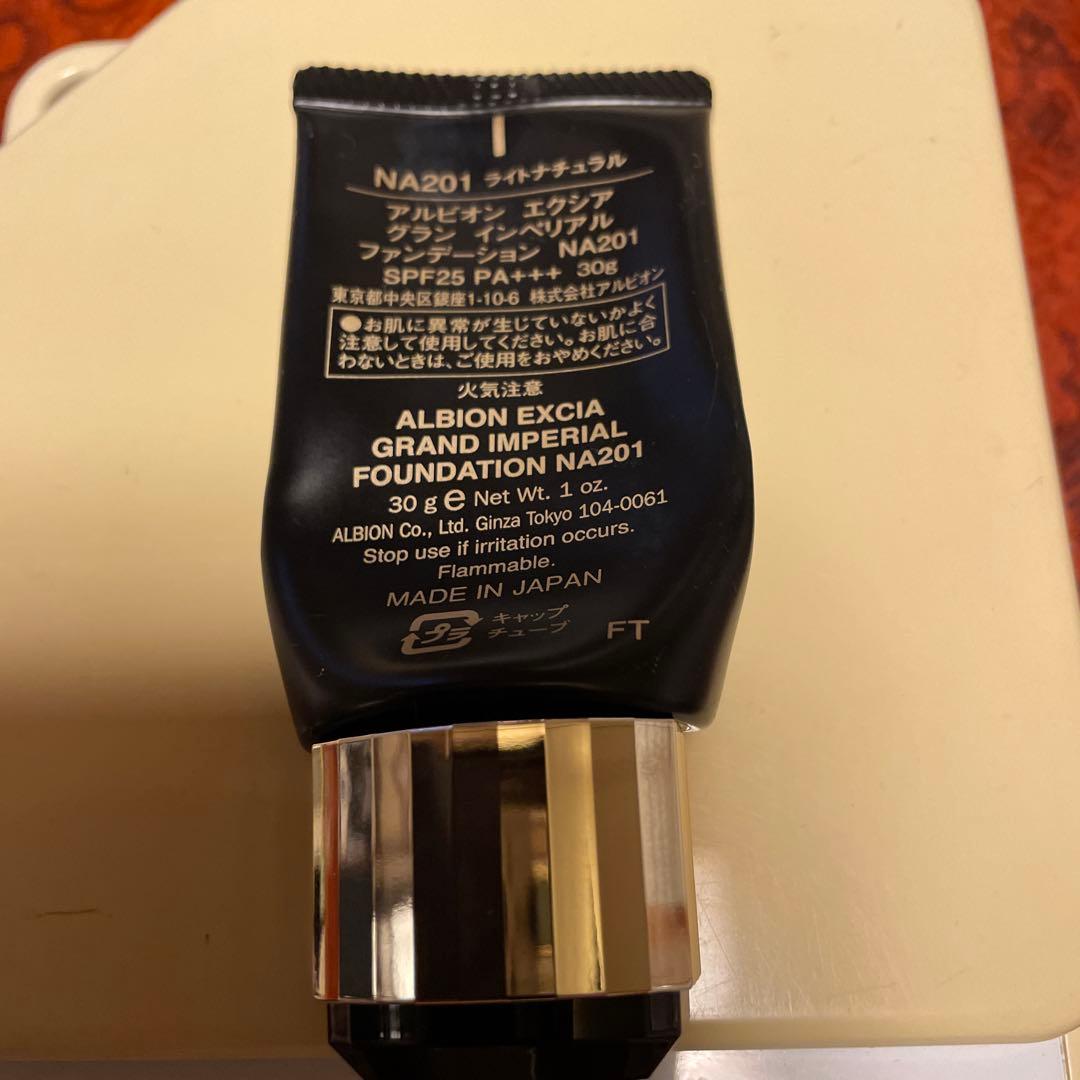 NA201 ライトナチュラル
アルビオン エクシア
グラン インペリアル
ファンデーション NA201
SPF25 PA+++ 30g
東京都中央区銀座1-10-6 株式会社アルビオン
●お肌に異常が生じていないかよく
注意して使用してください。お肌に合
わないときは、ご使用をおやめください。
火気注意
ALBION EXCIA
GRAND IMPERIAL
FOUNDATION NA201
30 g e Net Wt. 1 oz.
ALBION Co., Ltd. Ginza Tokyo 104-0061
Stop use if irritation occurs.
Flammable.
MADE IN JAPAN
プラ キャップ
チューブ FT